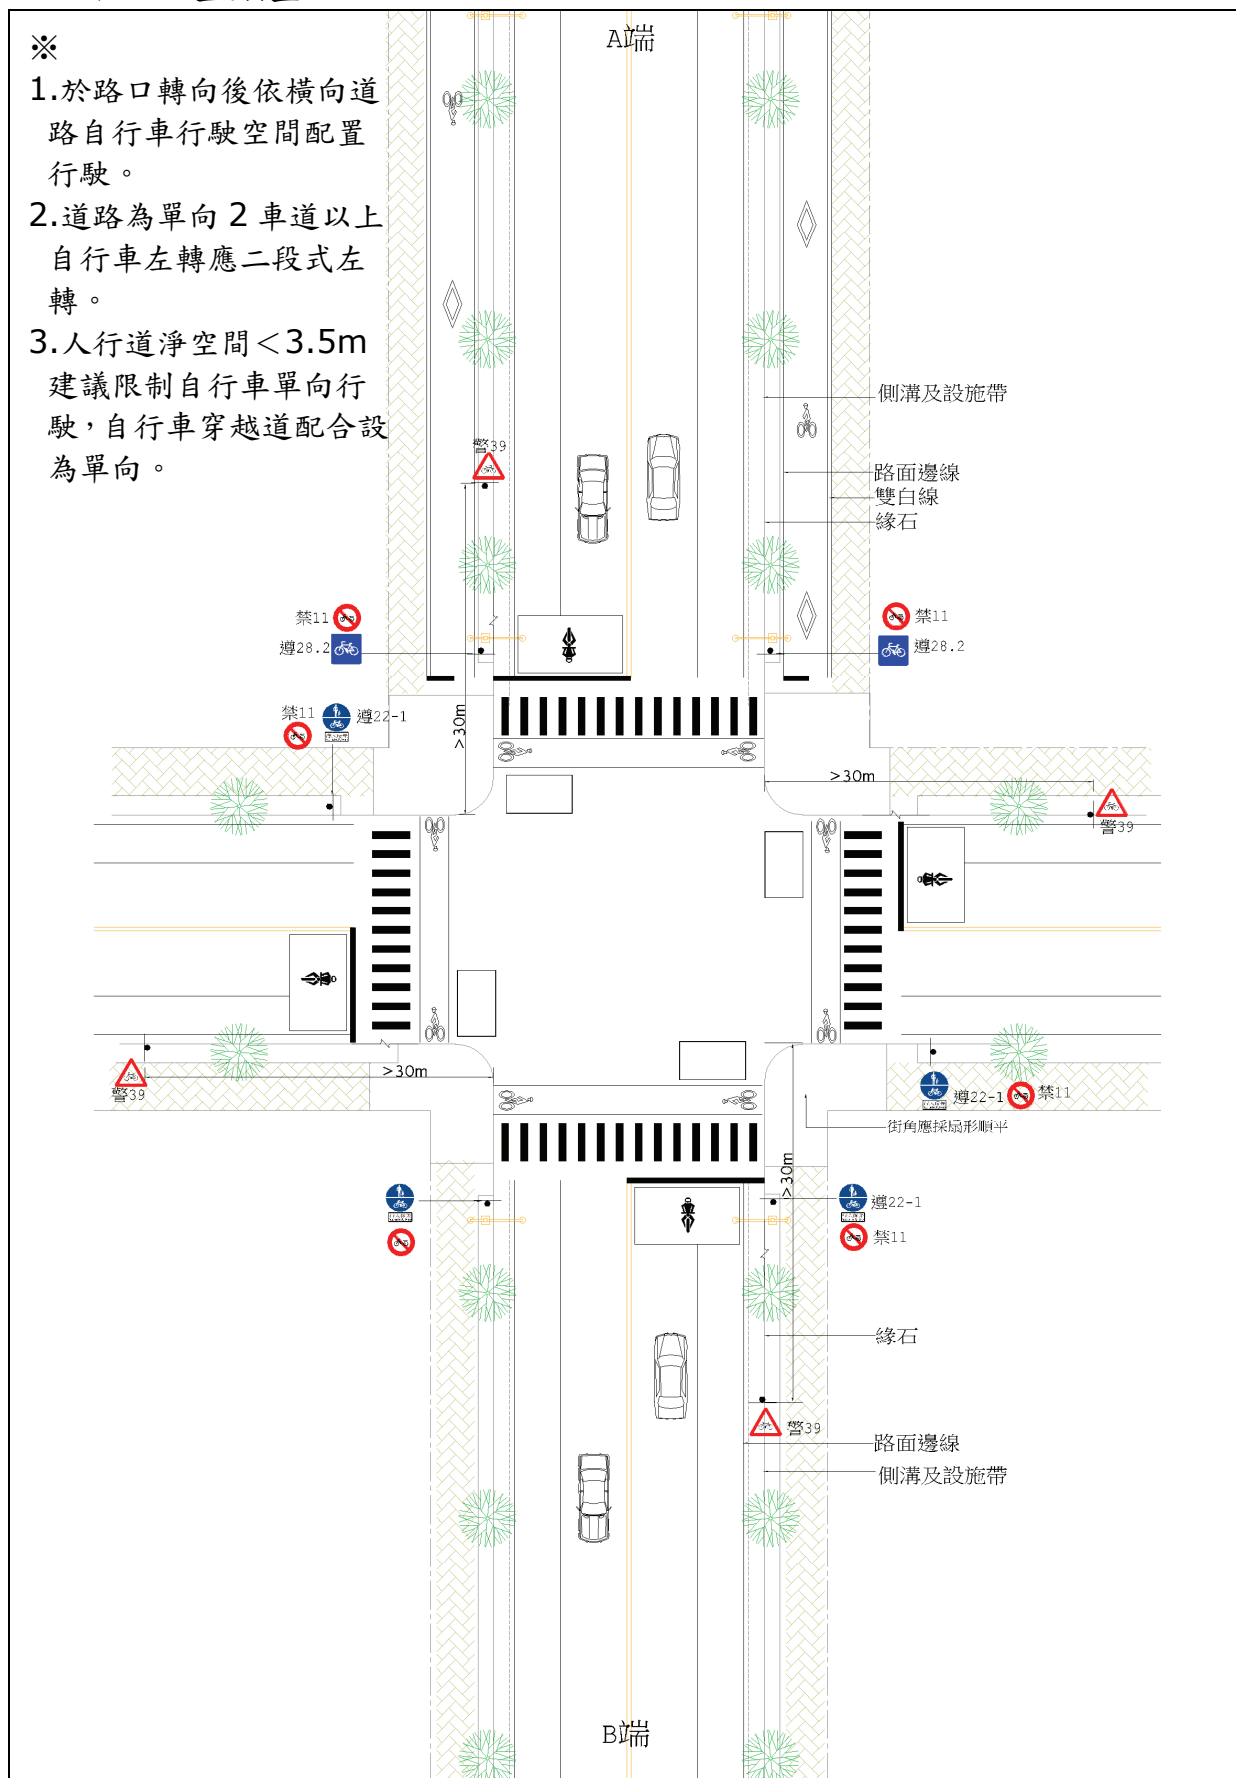 A端
※
1.於路口轉向後依橫向道
路自行車行駛空間配置
行駛。
2.道路為單向 2 車道以上
自行車左轉應二段式左
轉。
3.人行道淨空間＜3.5m
建議限制自行車單向行
駛，自行車穿越道配合設
為單向。
側溝及設施帶
警39
路面邊線
雙白線
緣石
禁11
遵28.2
禁11
遵28.2
禁11
遵22-1
>30m
>30m
警39
>30m
警39
遵22-1
禁11
街角應採扇形順平
>30m
遵22-1
禁11
緣石
警39
路面邊線
側溝及設施帶
B端